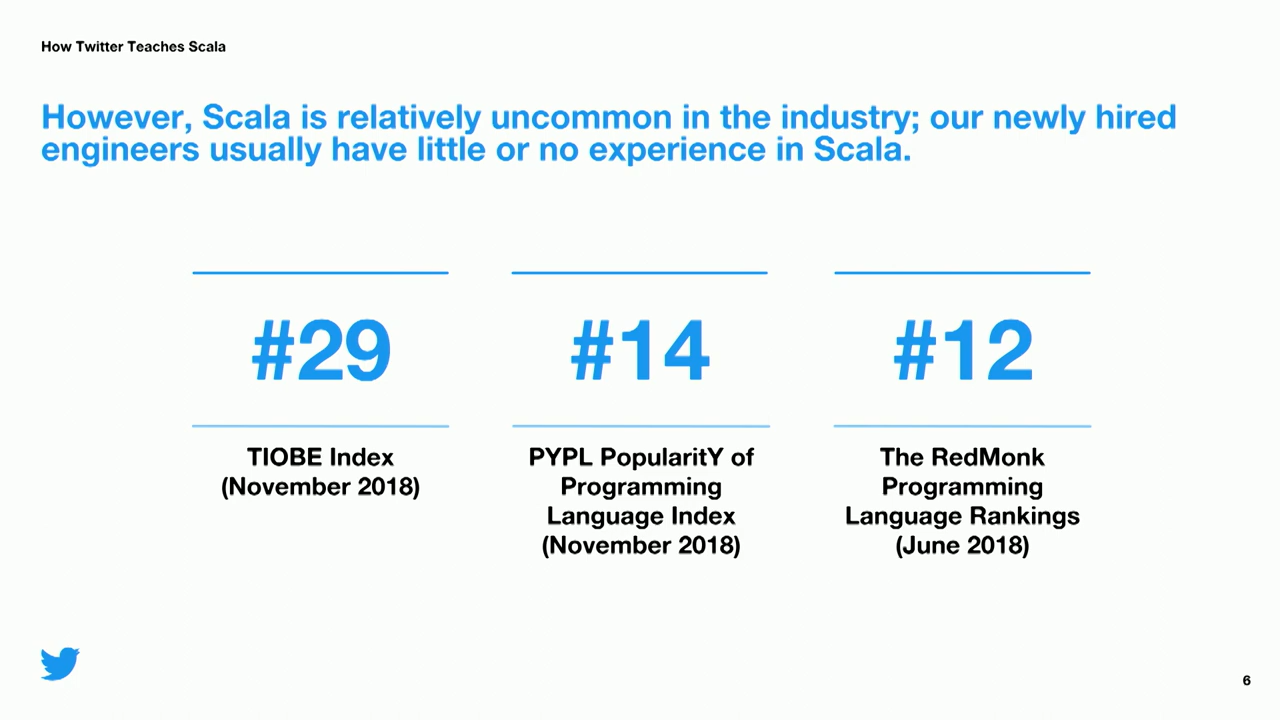 How Twitter Teaches Scala
However, Scala is relatively uncommon in the industry; our newly hired
engineers usually have little or no experience in Scala.
#29
TIOBE Index
(November 2018)
#14
PYPL PopularitY of
Programming
Language Index
(November 2018)
#12
The RedMonk
Programming
Language Rankings
(June 2018)
6